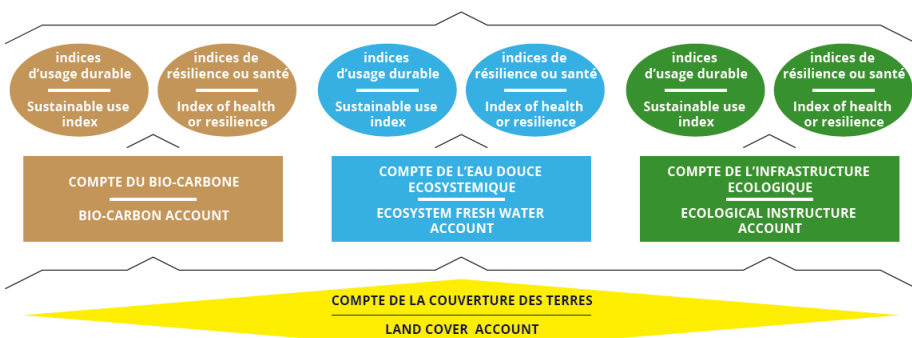 indices
d'usage durable
Sustainable use
index
indices de
résilience ou santé
Index of health
or resilience
indices
d'usage durable
Sustainable use
index
indices de
résilience ou santé
Index of health
or resilience
indices
d'usage durable
Sustainable use
index
indices de
résilience ou santé
Index of health
or resilience
COMPTE DU BIO-CARBONE
BIO-CARBON ACCOUNT
COMPTE DE L'EAU DOUCE
ECOSYSTEMIQUE
ECOSYSTEM FRESH WATER
ACCOUNT
COMPTE DE L'INFRASTRUCTURE
ECOLOGIQUE
ECOLOGICAL INSTRUCTURE
ACCOUNT
COMPTE DE LA COUVERTURE DES TERRES
LAND COVER ACCOUNT